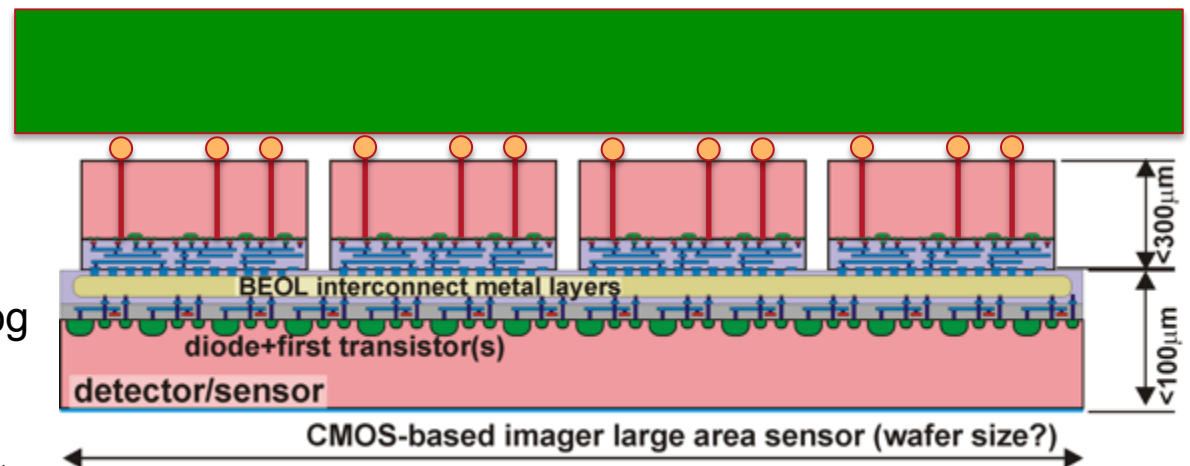 <300μm
BEOL interconnect metal layers
og
diode+first transistor(s)
<100μm
detector/sensor
CMOS-based imager large area sensor (wafer size?)